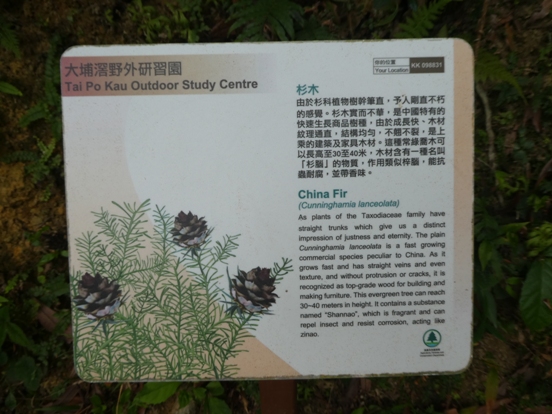 大埔滘野外研習園
Tai Po Kau Outdoor Study Centre
你的位置
Your Location
杉木
由於杉科植物樹幹筆直，予人剛直不朽
的感覺。杉木實而不華，是中國特有的
快速生長商品樹種，由於成長快、木材
紋理通直，結構均勻，不翹不裂，是上
乘的建築及家具木材。這種常綠喬木可
以長高至30至40米，木材含有一種名叫
「杉腦」的物質，作用類似樟腦，能抗
蟲耐腐，並帶香味。
China Fir
(Cunninghamia lanceolata)
As plants of the Taxodiaceae family have
straight trunks which give us a distinct
impression of justness and eternity. The plain
Cunninghamia lanceolata is a fast growing
commercial species peculiar to China. As it
grows fast and has straight veins and even
texture, and without protrusion or cracks, it is
recognized as top-grade wood for building and
making furniture. This evergreen tree can reach
30~40 meters in height. It contains a substance
named "Shannao", which is fragrant and can
repel insect and resist corrosion, acting like
zinao.